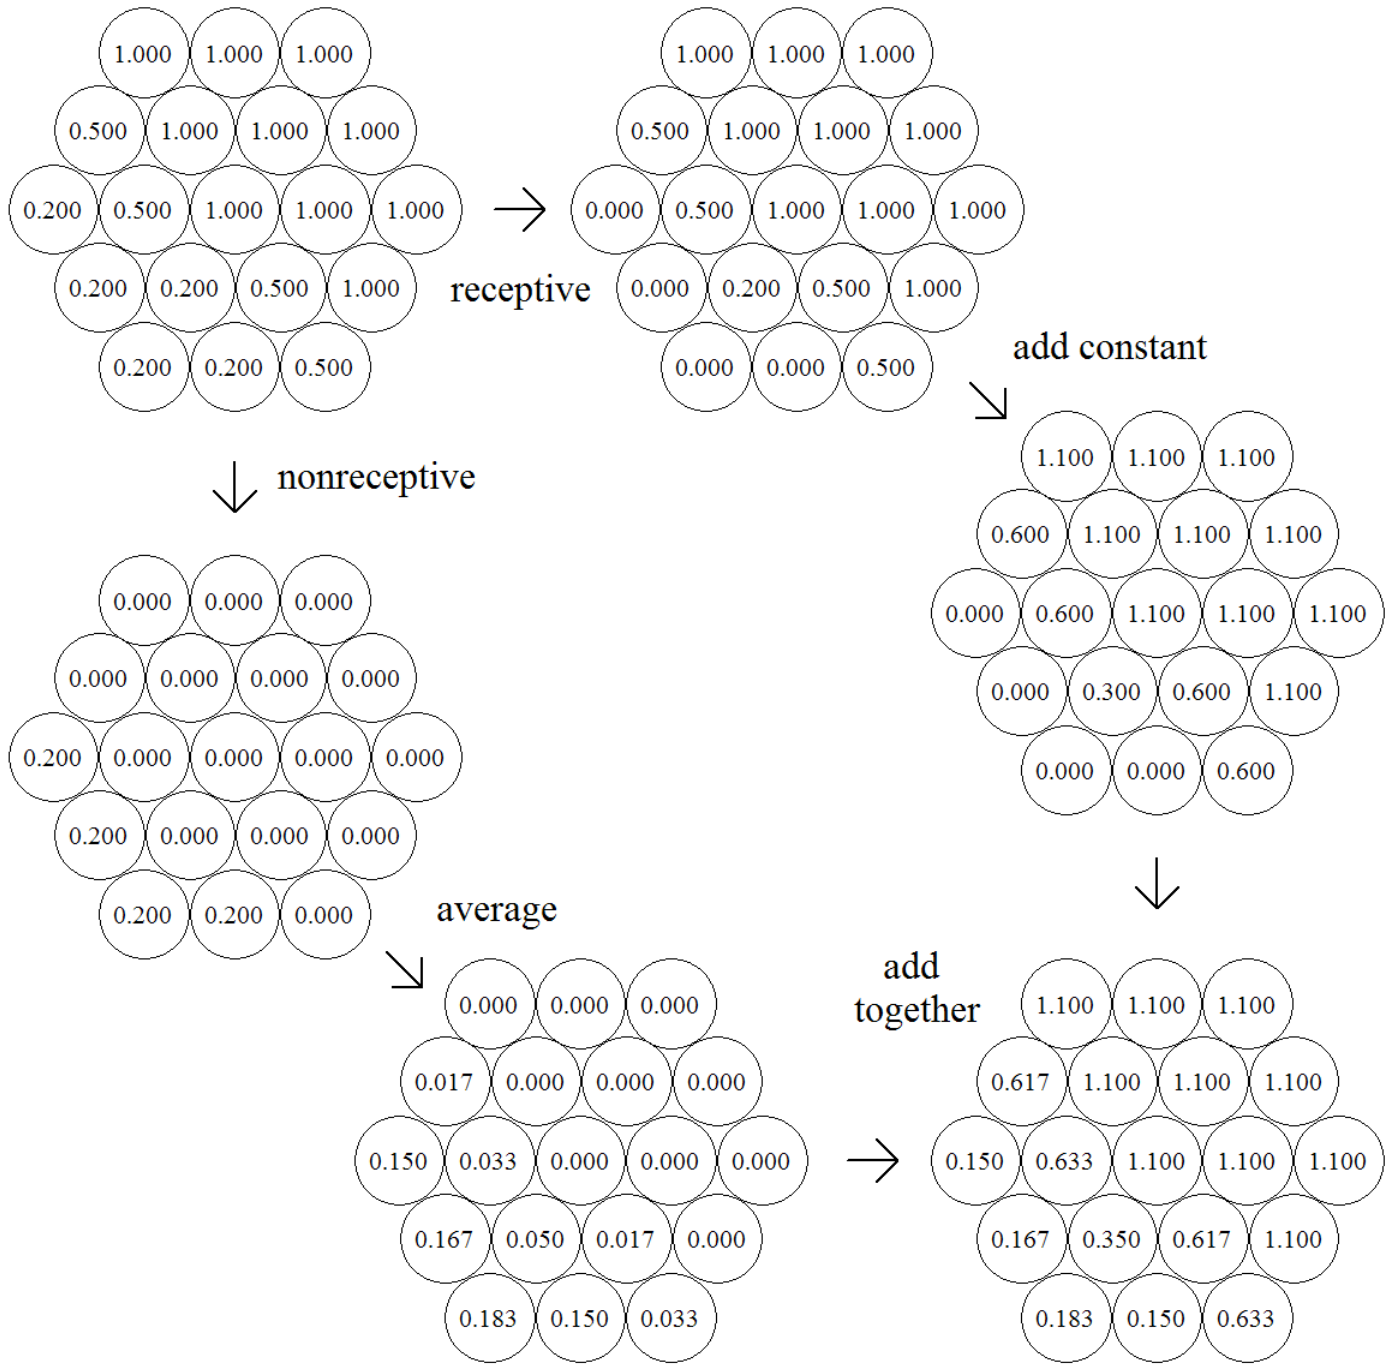 1.000 1.000 1.000
0.500 1.000 1.000 1.000
0.200 0.500 1.000 1.000 1.000
0.200 0.200 0.500 1.000
0.200 0.200 0.500
receptive
1.000 1.000 1.000
0.500 1.000 1.000 1.000
0.000 0.500 1.000 1.000 1.000
0.000 0.200 0.500 1.000
0.000 0.000 0.500
add constant
1.100 1.100 1.100
0.600 1.100 1.100 1.100
0.000 0.600 1.100 1.100 1.100
0.000 0.300 0.600 1.100
0.000 0.000 0.600
nonreceptive
0.000 0.000 0.000
0.000 0.000 0.000 0.000
0.200 0.000 0.000 0.000 0.000
0.200 0.000 0.000 0.000
0.200 0.200 0.000
average
0.000 0.000 0.000
0.017 0.000 0.000 0.000
0.150 0.033 0.000 0.000 0.000
0.167 0.050 0.017 0.000
0.183 0.150 0.033
add
together
1.100 1.100 1.100
0.617 1.100 1.100 1.100
0.150 0.633 1.100 1.100 1.100
0.167 0.350 0.617 1.100
0.183 0.150 0.633